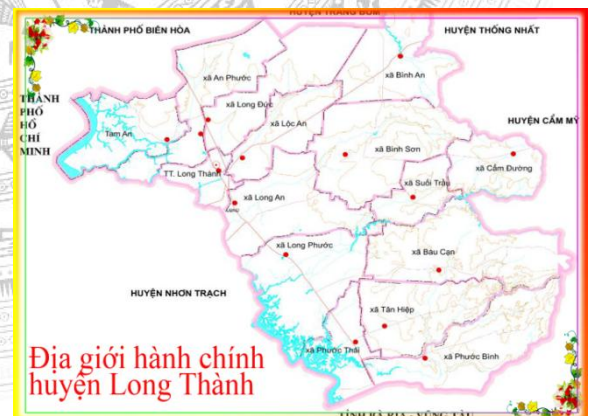 HUYỆN TRẢNG BOM
THÀNH PHỐ BIÊN HÒA
HUYỆN THỐNG NHẤT
xã An Phước
xã Bình An
THÀNH
PHỐ
HỒ
CHÍ
MINH
xã Long Đức
xã Lộc An
HUYỆN CẨM MỸ
Tam An
xã Bình Sơn
xã Cẩm Đường
TT. Long Thành
xã Suối Trầu
xã Long An
xã Long Phước
xã Bàu Cạn
HUYỆN NHƠN TRẠCH
xã Tân Hiệp
xã Phước Thái
xã Phước Bình
Địa giới hành chính
huyện Long Thành
TỈNH BÀ RỊA - VŨNG TÀU